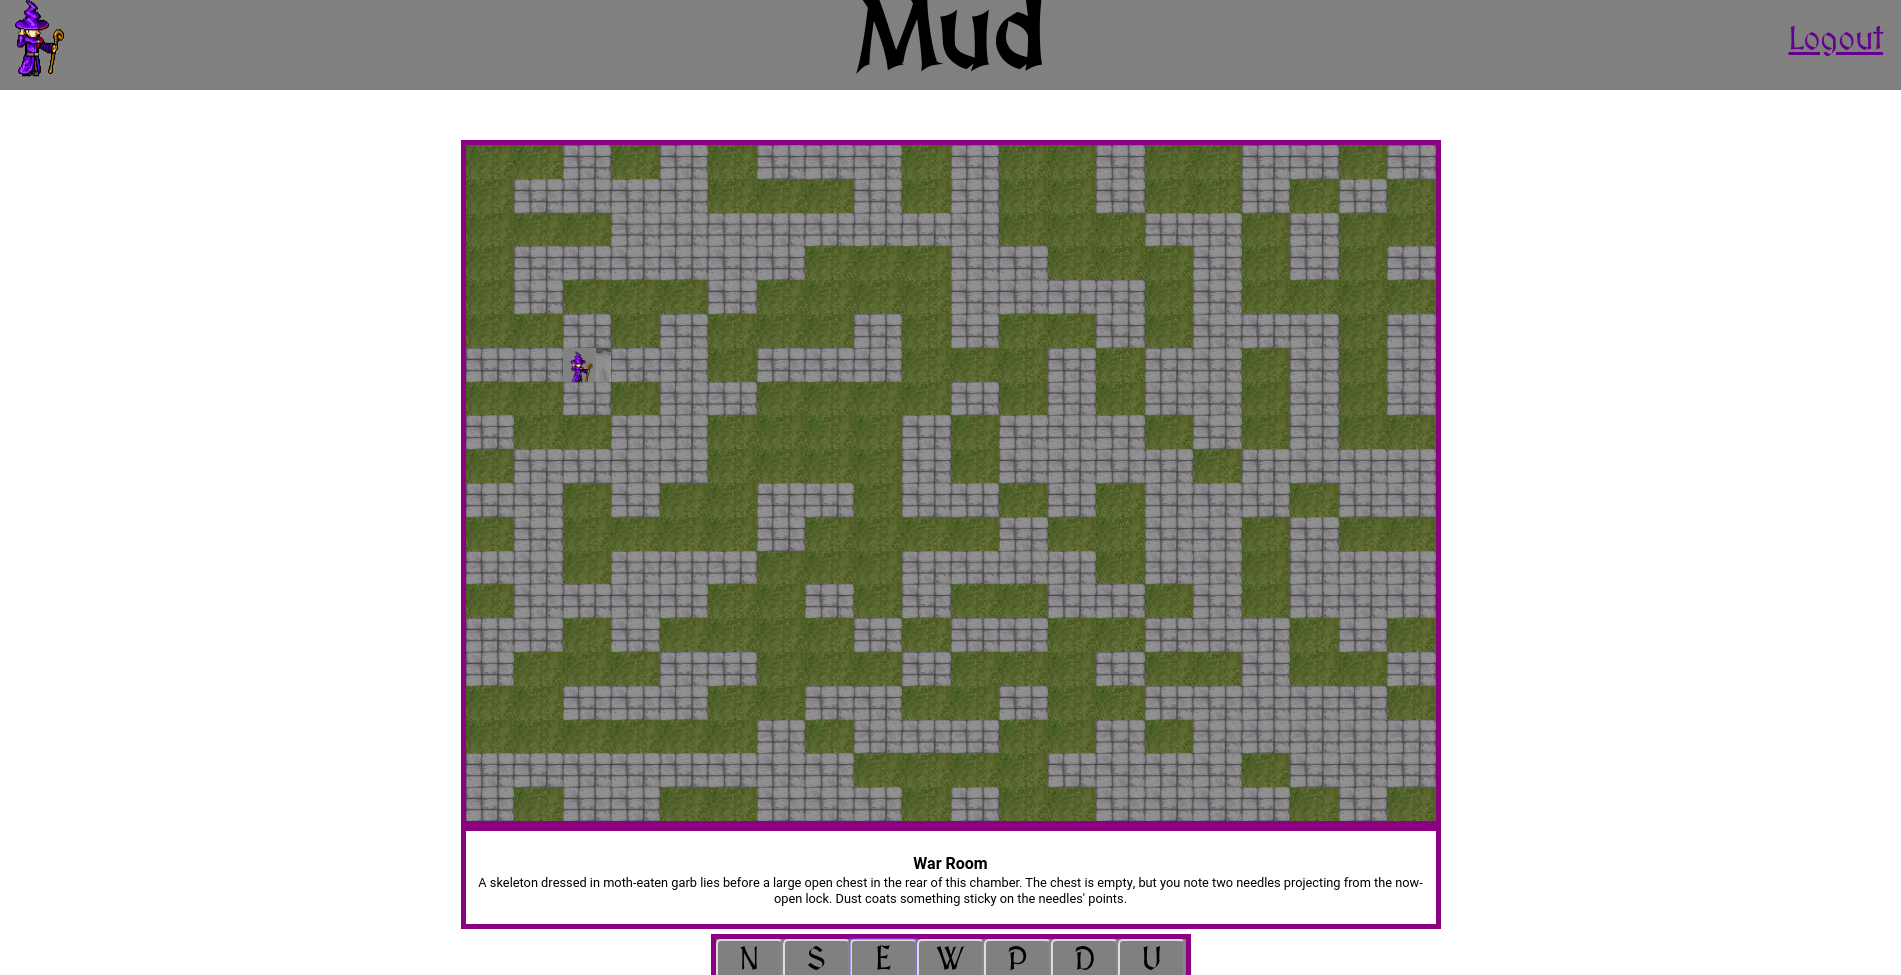 Mud
Logout
War Room
A skeleton dressed in moth-eaten garb lies before a large open chest in the rear of this chamber. The chest is empty, but you note two needles projecting from the now-
open lock. Dust coats something sticky on the needles' points.
N S E W P D U